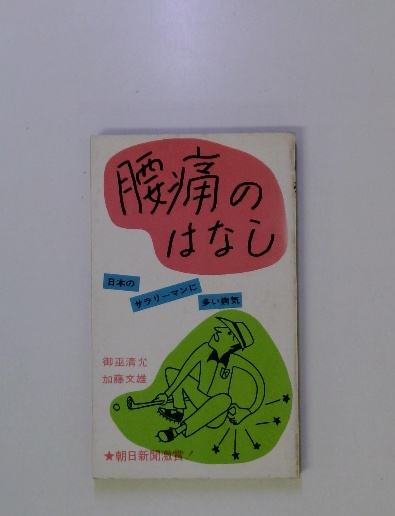 腰痛の
はなし
日本の
サラリーマンに
多い病気
御巫清允
加藤文雄
★朝日新聞激賞！